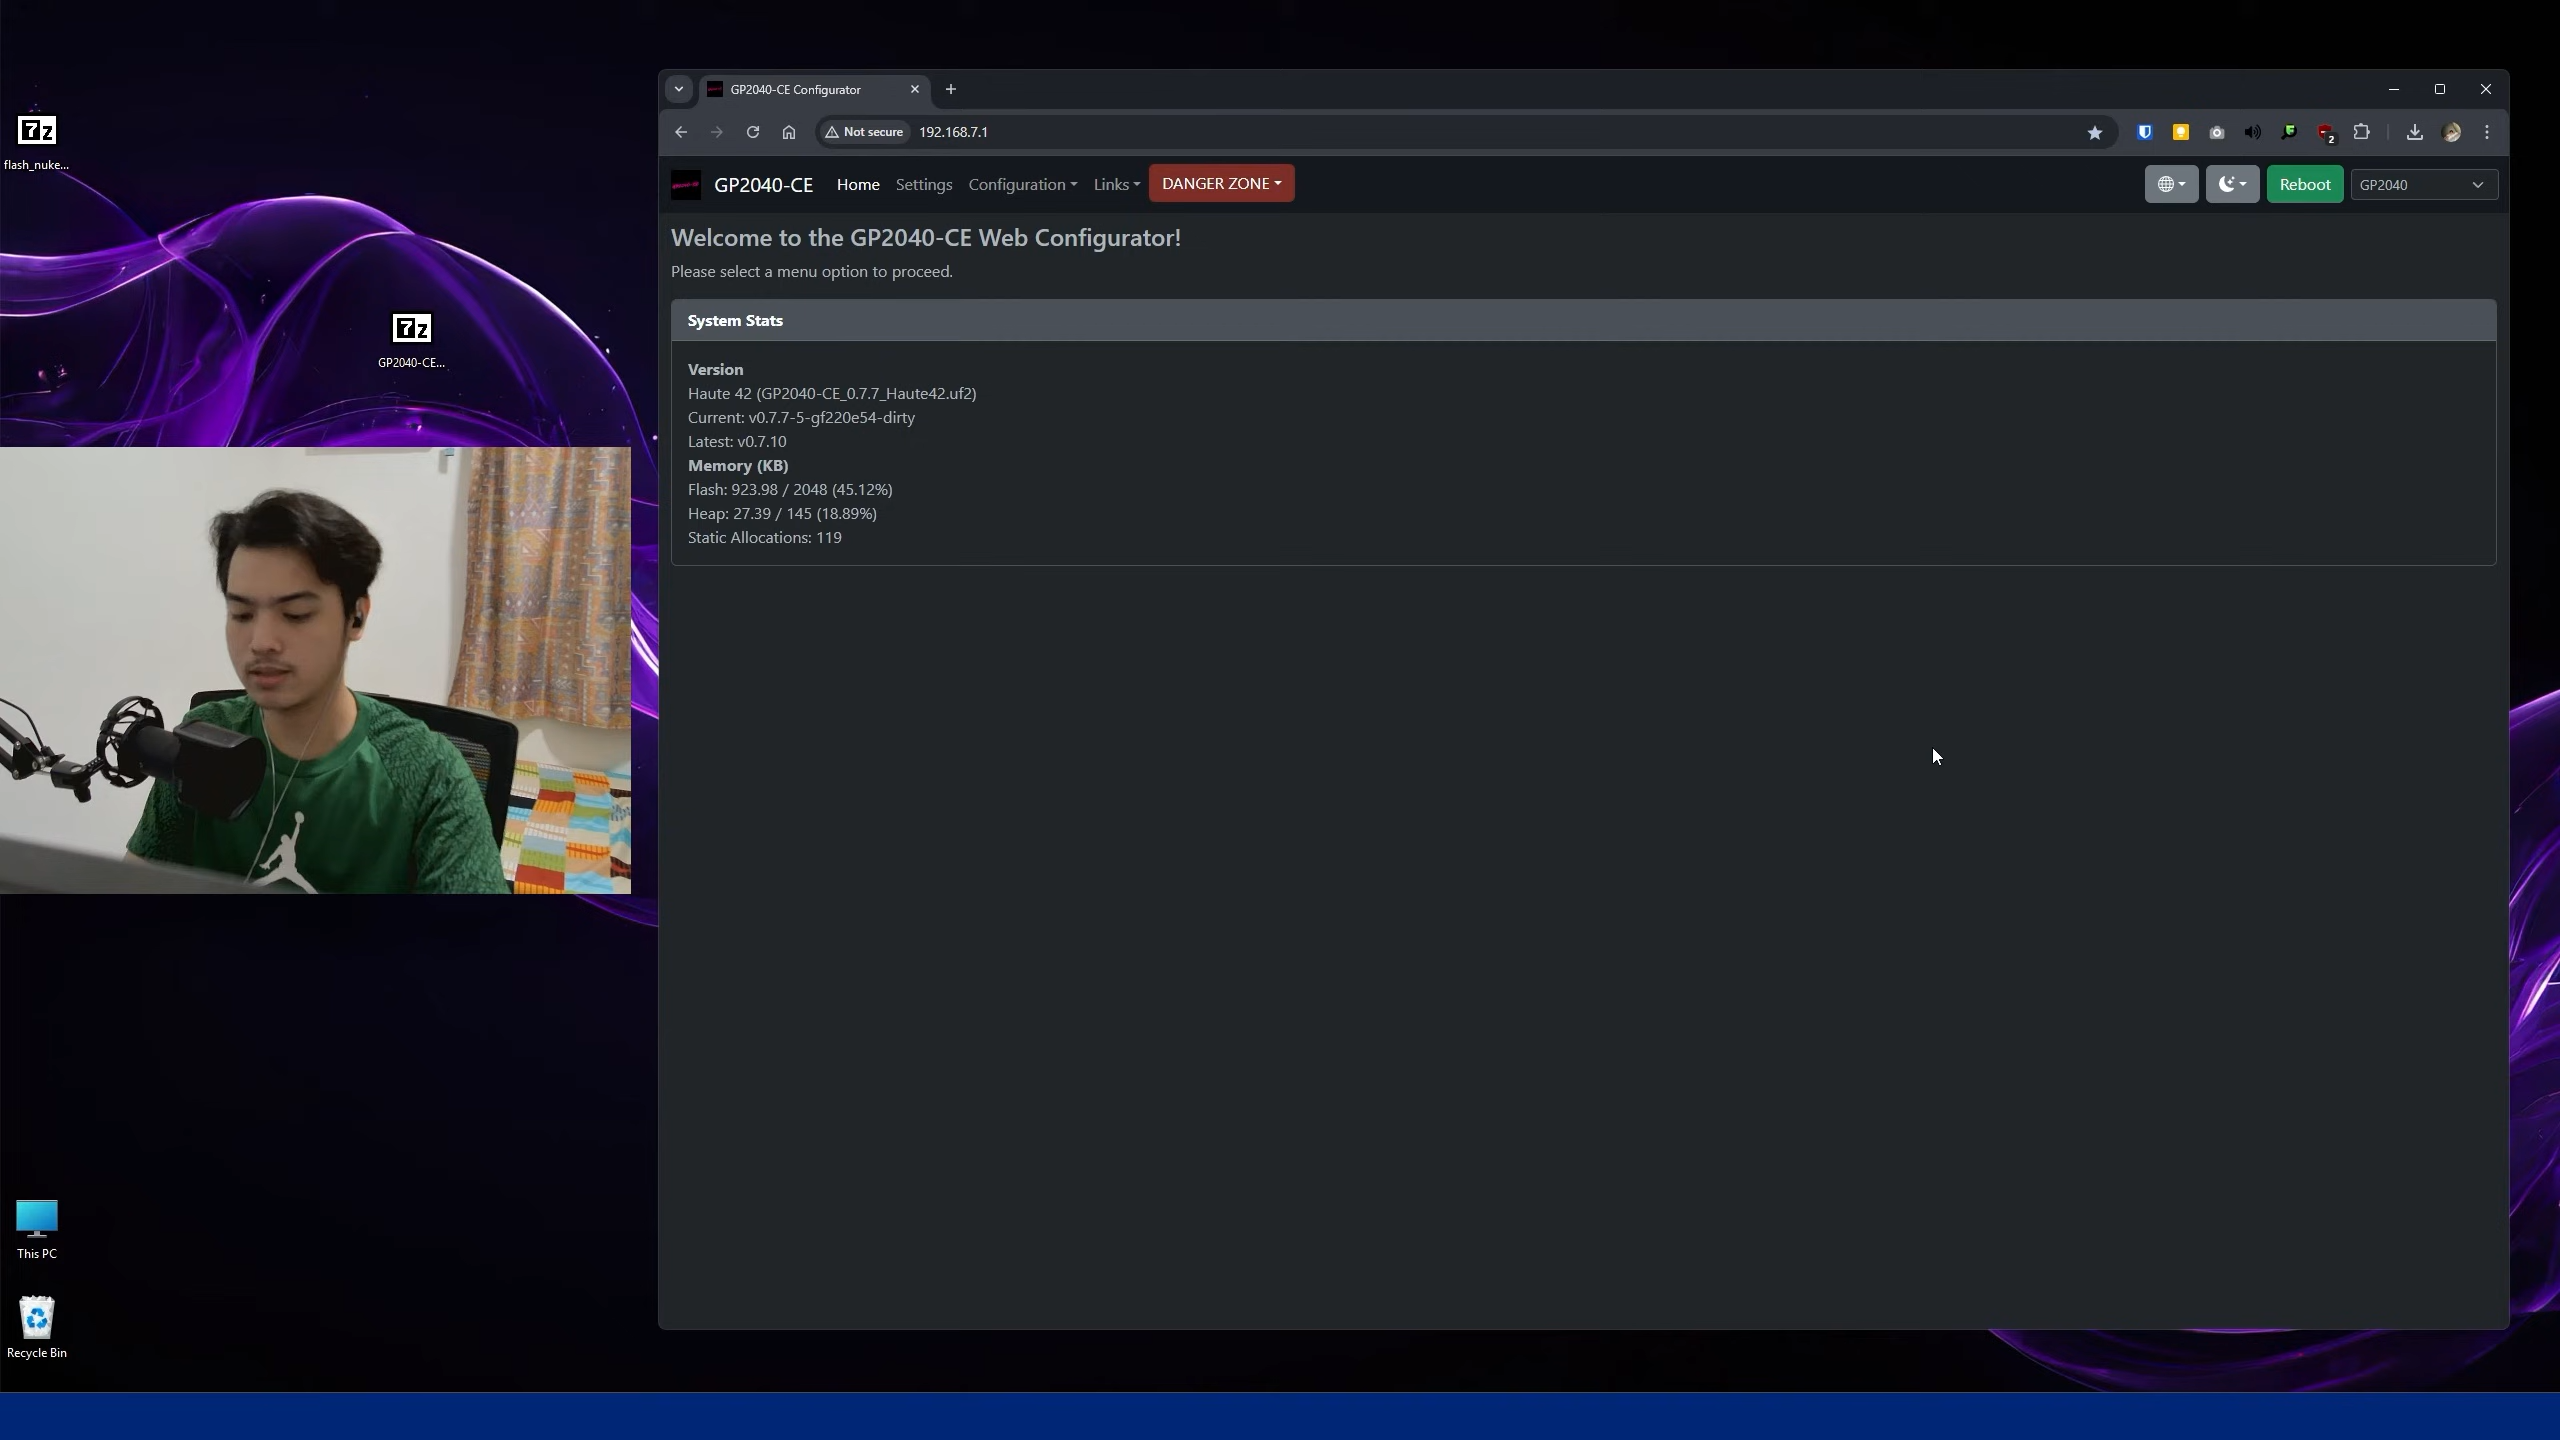 flash_nuke...
GP2040-CE...
This PC
Recycle Bin
GP2040-CE Configurator
Not secure
192.168.7.1
2
GP2040-CE
Home
Settings
Configuration
Links
DANGER ZONE
Reboot
GP2040
Welcome to the GP2040-CE Web Configurator!
Please select a menu option to proceed.
System Stats
Version
Haute 42 (GP2040-CE_0.7.7_Haute42.uf2)
Current: v0.7.7-5-gf220e54-dirty
Latest: v0.7.10
Memory (KB)
Flash: 923.98 / 2048 (45.12%)
Heap: 27.39 / 145 (18.89%)
Static Allocations: 119